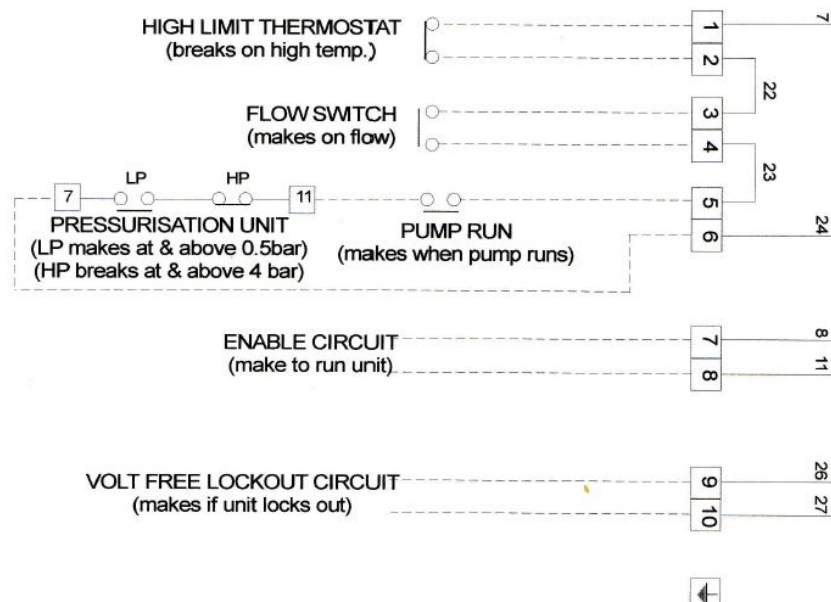 HIGH LIMIT THERMOSTAT
(breaks on high temp.)
1
7
2
22
FLOW SWITCH
(makes on flow)
3
4
23
7
LP
HP
11
5
PRESSURISATION UNIT
(LP makes at & above 0.5bar)
(HP breaks at & above 4 bar)
PUMP RUN
(makes when pump runs)
6
24
ENABLE CIRCUIT
(make to run unit)
7
8
8
11
VOLT FREE LOCKOUT CIRCUIT
(makes if unit locks out)
9
26
10
27